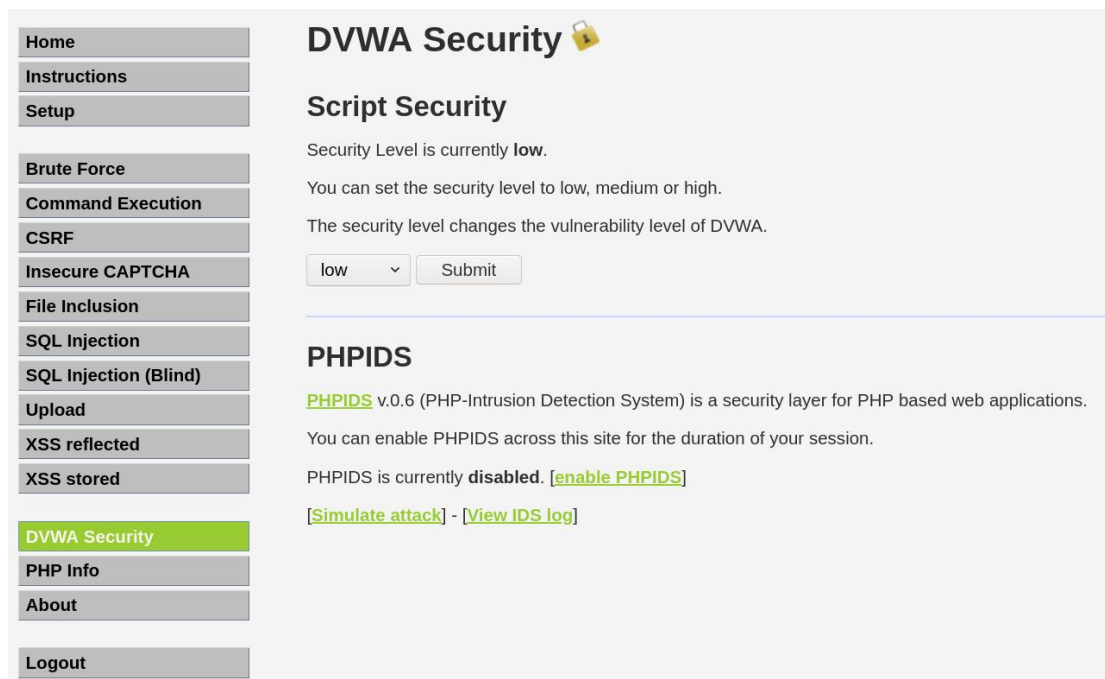 Home
Instructions
Setup
Brute Force
Command Execution
CSRF
Insecure CAPTCHA
File Inclusion
SQL Injection
SQL Injection (Blind)
Upload
XSS reflected
XSS stored
DVWA Security
PHP Info
About
Logout
DVWA Security
Script Security
Security Level is currently low.
You can set the security level to low, medium or high.
The security level changes the vulnerability level of DVWA.
low Submit
PHPIDS
PHPIDS v.0.6 (PHP-Intrusion Detection System) is a security layer for PHP based web applications.
You can enable PHPIDS across this site for the duration of your session.
PHPIDS is currently disabled. [enable PHPIDS]
[Simulate attack] - [View IDS log]